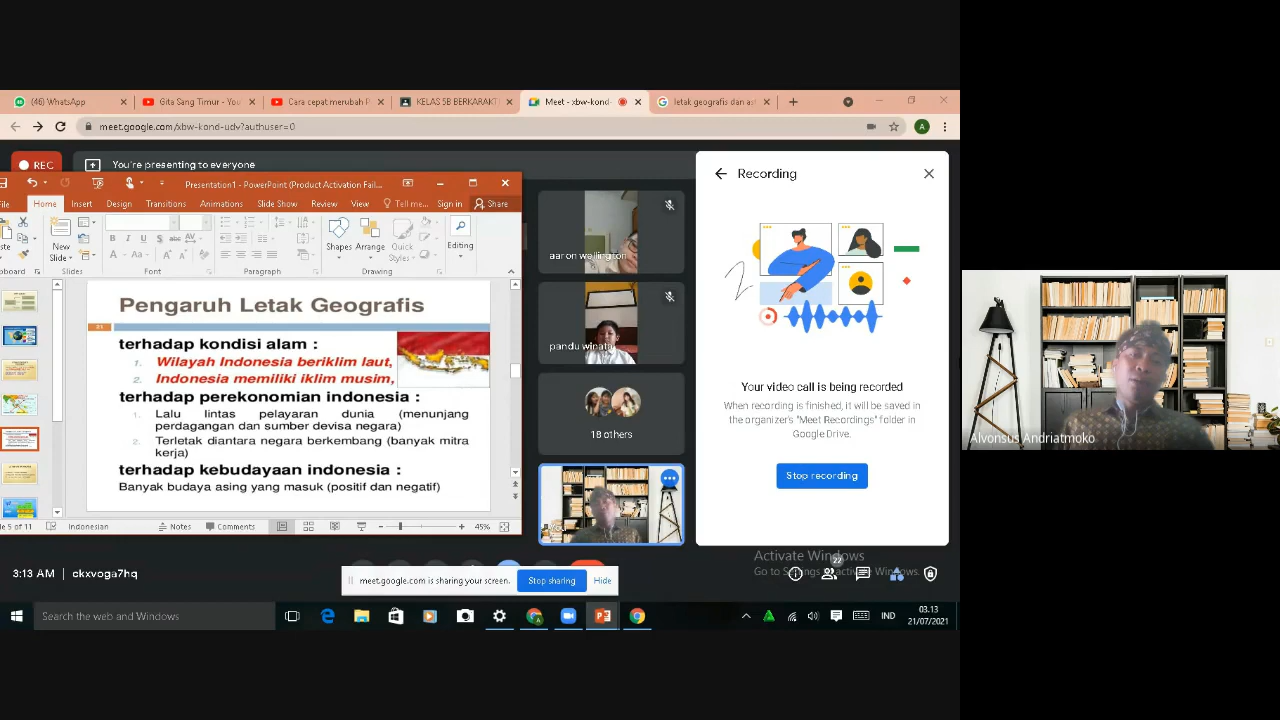 (46) WhatsApp
Gita Sang Timur - You
Cara cepat merubah P
KELAS 5B BERKARAKT
Meet - xbw-kond-
letak geografis dan as
meet.google.com/xbw-kond-udv?authuser=0
A
REC
You're presenting to everyone
Presentation1 - PowerPoint (Product Activation Fail...
File Home Insert Design Transitions Animations Slide Show Review View Tell me... Sign in Share
New
Slide
Shapes Arrange Quick
Styles
Editing
Slides Font Paragraph Drawing
Pengaruh Letak Geografis
terhadap kondisi alam :
1. Wilayah Indonesia beriklim laut,
2. Indonesia memiliki iklim musim,
terhadap perekonomian indonesia :
1. Lalu lintas pelayaran dunia (menunjang
perdagangan dan sumber devisa negara)
2. Terletak diantara negara berkembang (banyak mitra
kerja)
terhadap kebudayaan indonesia :
Banyak budaya asing yang masuk (positif dan negatif)
5 of 11 Indonesian Notes Comments 45%
aaron wellington
pandu winata
18 others
Recording
Your video call is being recorded
When recording is finished, it will be saved in
the organizer's "Meet Recordings" folder in
Google Drive.
Stop recording
Alvonsus Andriatmoko
Activate Windows
22
3:13 AM | ckxvoga7hq
meet.google.com is sharing your screen. Stop sharing Hide
Search the web and Windows
IND
03.13
21/07/2021